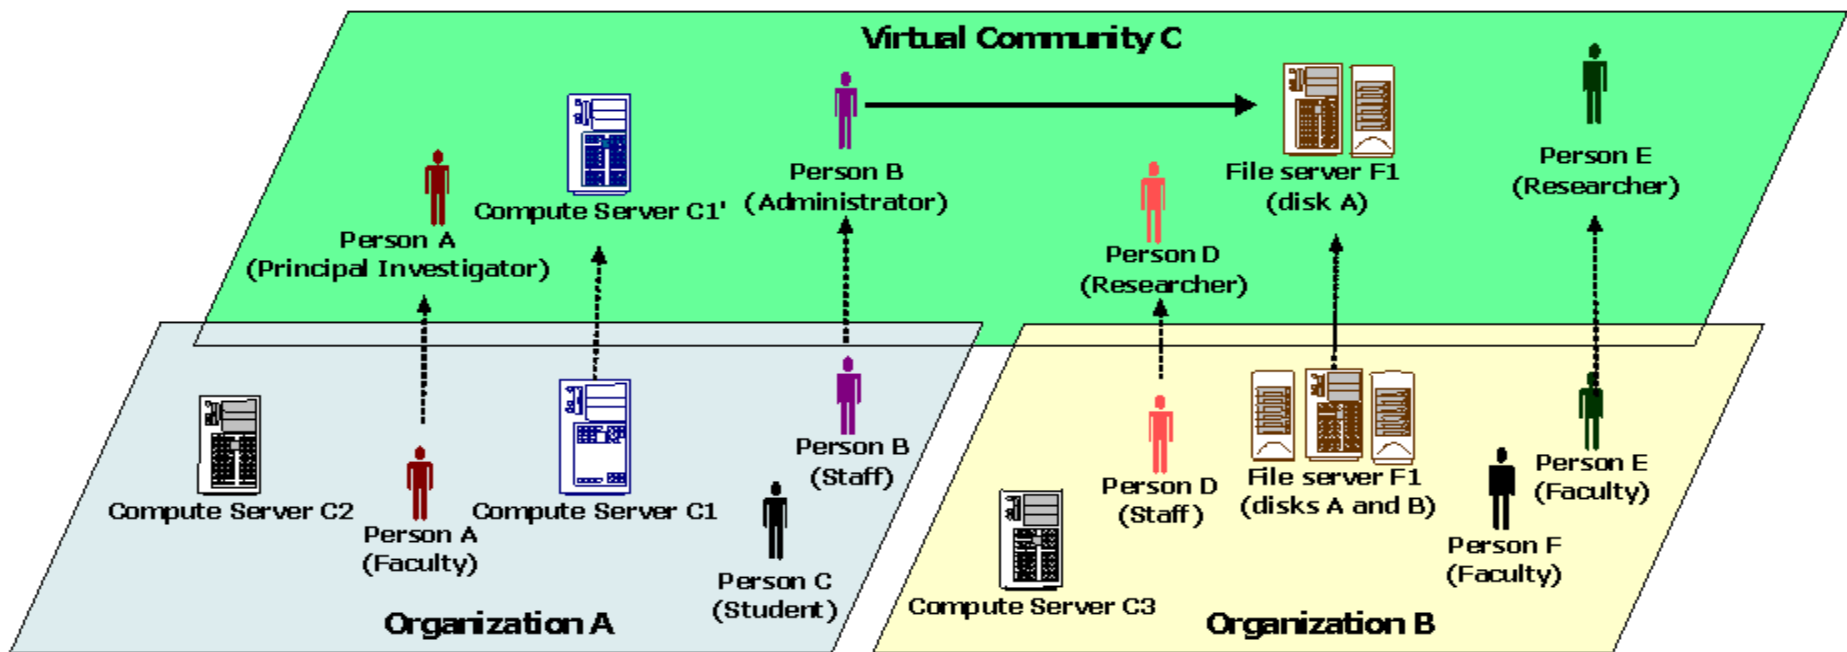 Virtual Community C
Person A
(Principal Investigator)
Compute Server C1'
Person B
(Administrator)
Person D
(Researcher)
File server F1
(disk A)
Person E
(Researcher)
Compute Server C2
Person A
(Faculty)
Compute Server C1
Person B
(Staff)
Person C
(Student)
Organization A
Compute Server C3
Person D
(Staff)
File server F1
(disks A and B)
Person F
(Faculty)
Person E
(Faculty)
Organization B